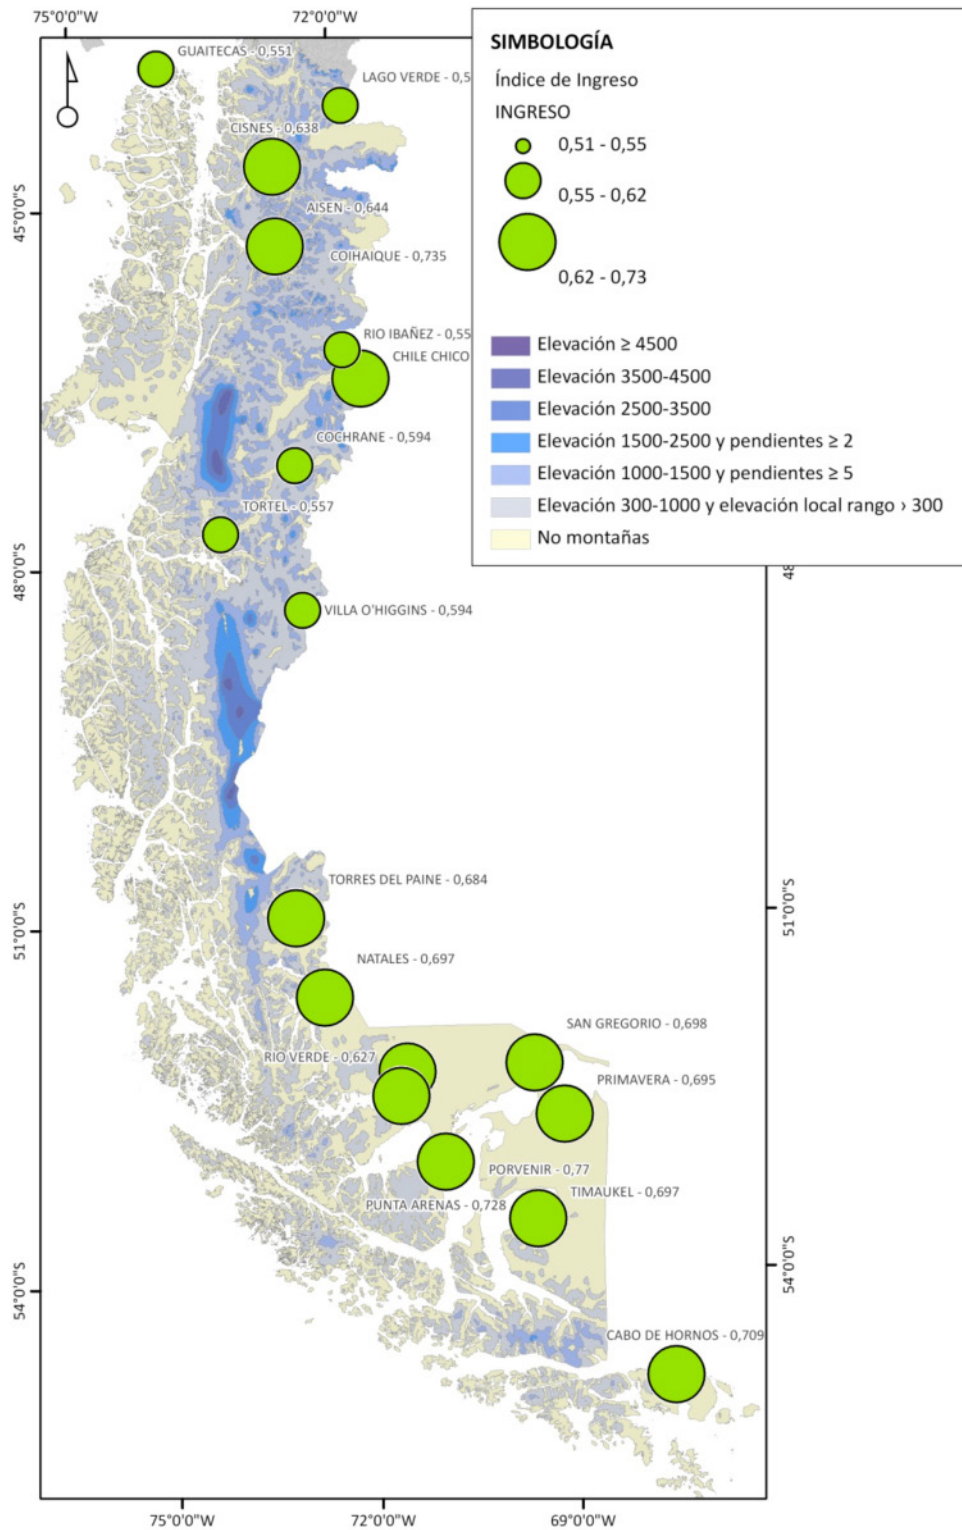 75°0'0"W
72°0'0"W
GUAITECAS - 0,551
LAGO VERDE - 0,5
CISNES - 0,638
AISEN - 0,644
45°0'0"S
COIHAIQUE - 0,735
RIO IBAÑEZ - 0,55
CHILE CHICO
COCHRANE - 0,594
TORTEL - 0,557
48°0'0"S
48
VILLA O'HIGGINS - 0,594
TORRES DEL PAINE - 0,684
51°0'0"S
51°0'0"S
NATALES - 0,697
SAN GREGORIO - 0,698
RIO VERDE - 0,627
PRIMAVERA - 0,695
PORVENIR - 0,77
TIMAUKEL - 0,697
PUNTA ARENAS - 0,728
54°0'0"S
54°0'0"S
CABO DE HORNOS - 0,709
75°0'0"W
72°0'0"W
69°0'0"W
SIMBOLOGÍA
Índice de Ingreso
INGRESO
0,51 - 0,55
0,55 - 0,62
0,62 - 0,73
Elevación ≥ 4500
Elevación 3500-4500
Elevación 2500-3500
Elevación 1500-2500 y pendientes ≥ 2
Elevación 1000-1500 y pendientes ≥ 5
Elevación 300-1000 y elevación local rango › 300
No montañas